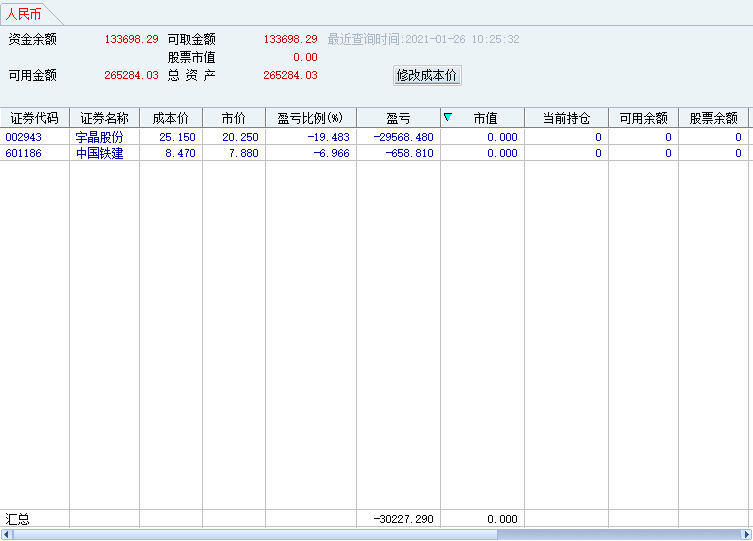 人民币
资金余额 133698.29 可取金额 133698.29 最近查询时间:2021-01-26 10:25:32
股票市值 0.00
可用金额 265284.03 总 资 产 265284.03 修改成本价
证券代码 证券名称 成本价 市价 盈亏比例(%) 盈亏 市值 当前持仓 可用余额 股票余额
002943 宇晶股份 25.150 20.250 -19.483 -29568.480 0.000 0 0 0
601186 中国铁建 8.470 7.880 -6.966 -658.810 0.000 0 0 0
汇总 -30227.290 0.000